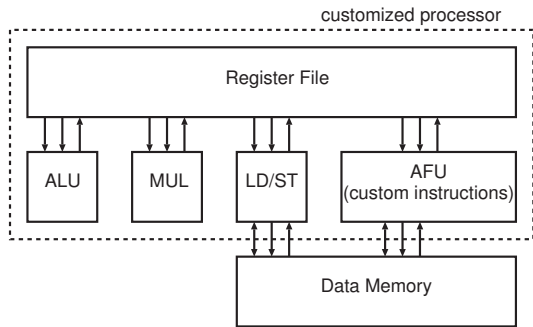 customized processor
Register File
ALU
MUL
LD/ST
AFU
(custom instructions)
Data Memory